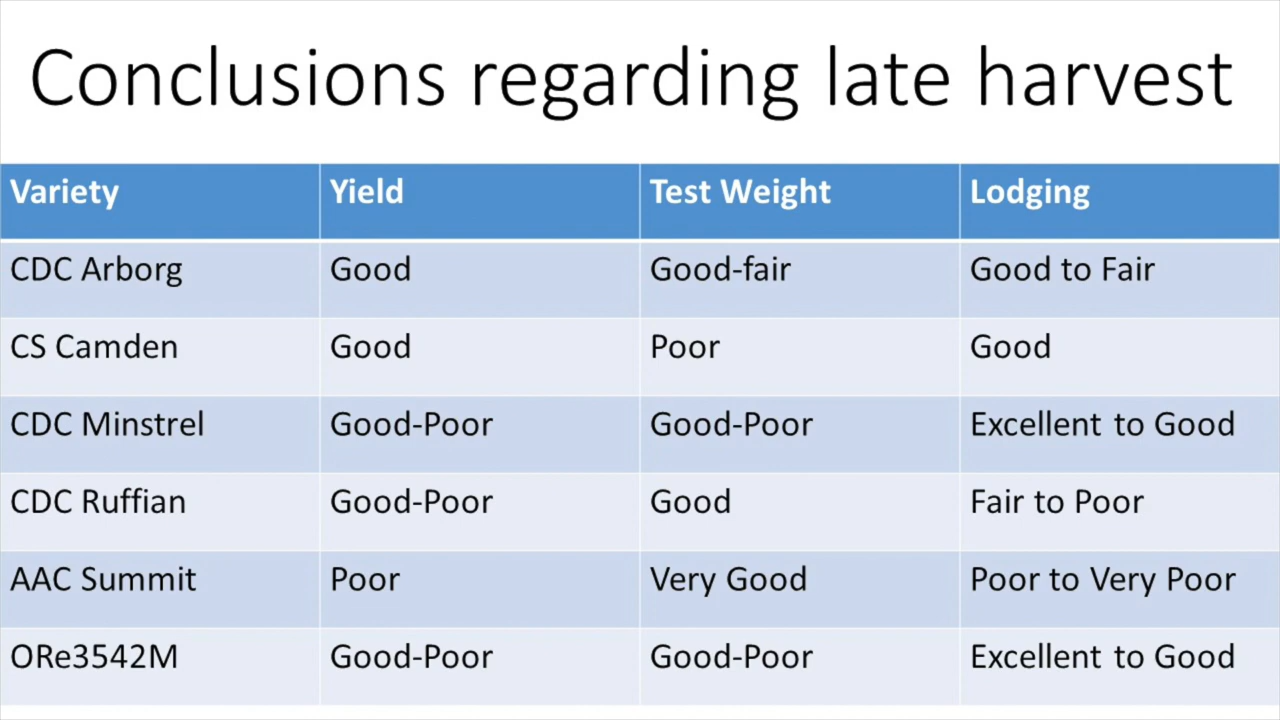 Conclusions regarding late harvest
Variety Yield Test Weight Lodging
CDC Arborg Good Good-fair Good to Fair
CS Camden Good Poor Good
CDC Minstrel Good-Poor Good-Poor Excellent to Good
CDC Ruffian Good-Poor Good Fair to Poor
AAC Summit Poor Very Good Poor to Very Poor
ORe3542M Good-Poor Good-Poor Excellent to Good